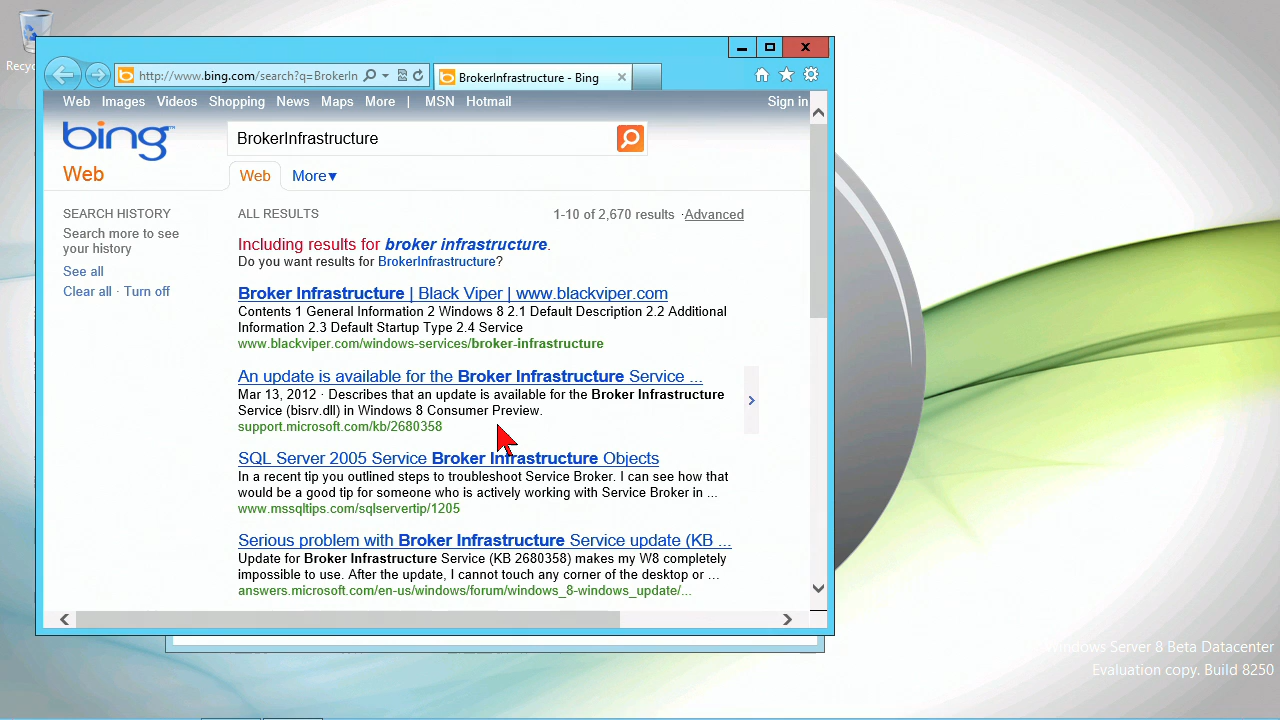 Recyc
http://www.bing.com/search?q=BrokerIn
BrokerInfrastructure - Bing
Web Images Videos Shopping News Maps More | MSN Hotmail Sign in
bing™
BrokerInfrastructure
Web
Web More▾
SEARCH HISTORY
Search more to see
your history
See all
Clear all · Turn off
ALL RESULTS
1-10 of 2,670 results · Advanced
Including results for broker infrastructure.
Do you want results for BrokerInfrastructure?
Broker Infrastructure | Black Viper | www.blackviper.com
Contents 1 General Information 2 Windows 8 2.1 Default Description 2.2 Additional
Information 2.3 Default Startup Type 2.4 Service
www.blackviper.com/windows-services/broker-infrastructure
An update is available for the Broker Infrastructure Service ...
Mar 13, 2012 · Describes that an update is available for the Broker Infrastructure
Service (bisrv.dll) in Windows 8 Consumer Preview.
support.microsoft.com/kb/2680358
SQL Server 2005 Service Broker Infrastructure Objects
In a recent tip you outlined steps to troubleshoot Service Broker. I can see how that
would be a good tip for someone who is actively working with Service Broker in ...
www.mssqltips.com/sqlservertip/1205
Serious problem with Broker Infrastructure Service update (KB ...
Update for Broker Infrastructure Service (KB 2680358) makes my W8 completely
impossible to use. After the update, I cannot touch any corner of the desktop or ...
answers.microsoft.com/en-us/windows/forum/windows_8-windows_update/...
Windows Server 8 Beta Datacenter
Evaluation copy. Build 8250